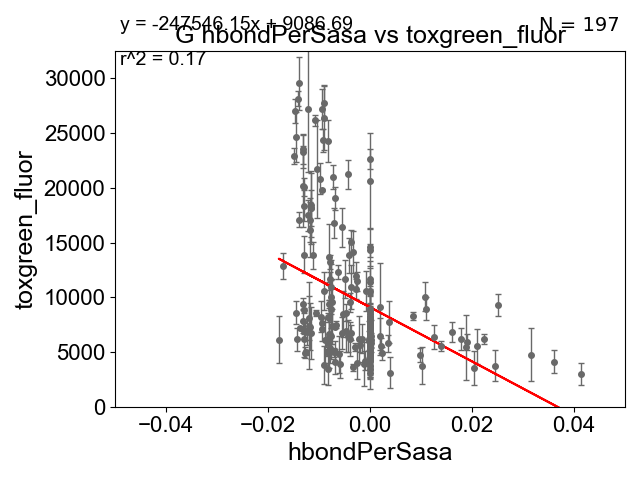 y = -247546.15x + 9086.69
N = 197
G hbondPerSasa vs toxgreen_fluor
r^2 = 0.17
30000
25000
20000
15000
10000
5000
0
toxgreen_fluor
−0.04 −0.02 0.00 0.02 0.04
hbondPerSasa